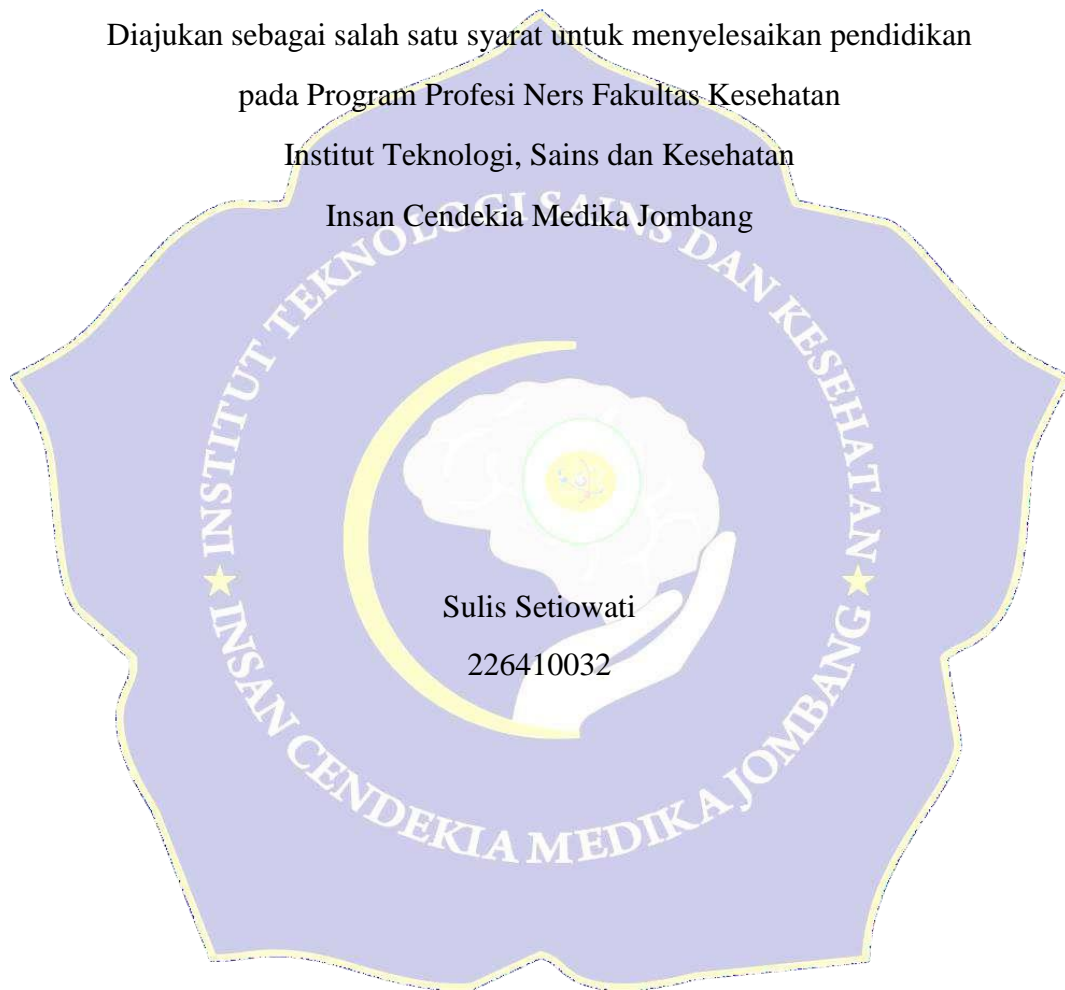 Diajukan sebagai salah satu syarat untuk menyelesaikan pendidikan
pada Program Profesi Ners Fakultas Kesehatan
Institut Teknologi, Sains dan Kesehatan
Insan Cendekia Medika Jombang
INSTITUT TEKNOLOGI SAINS DAN KESEHATAN
Sulis Setiowati
226410032
INSAN CENDEKIA MEDIKA JOMBANG